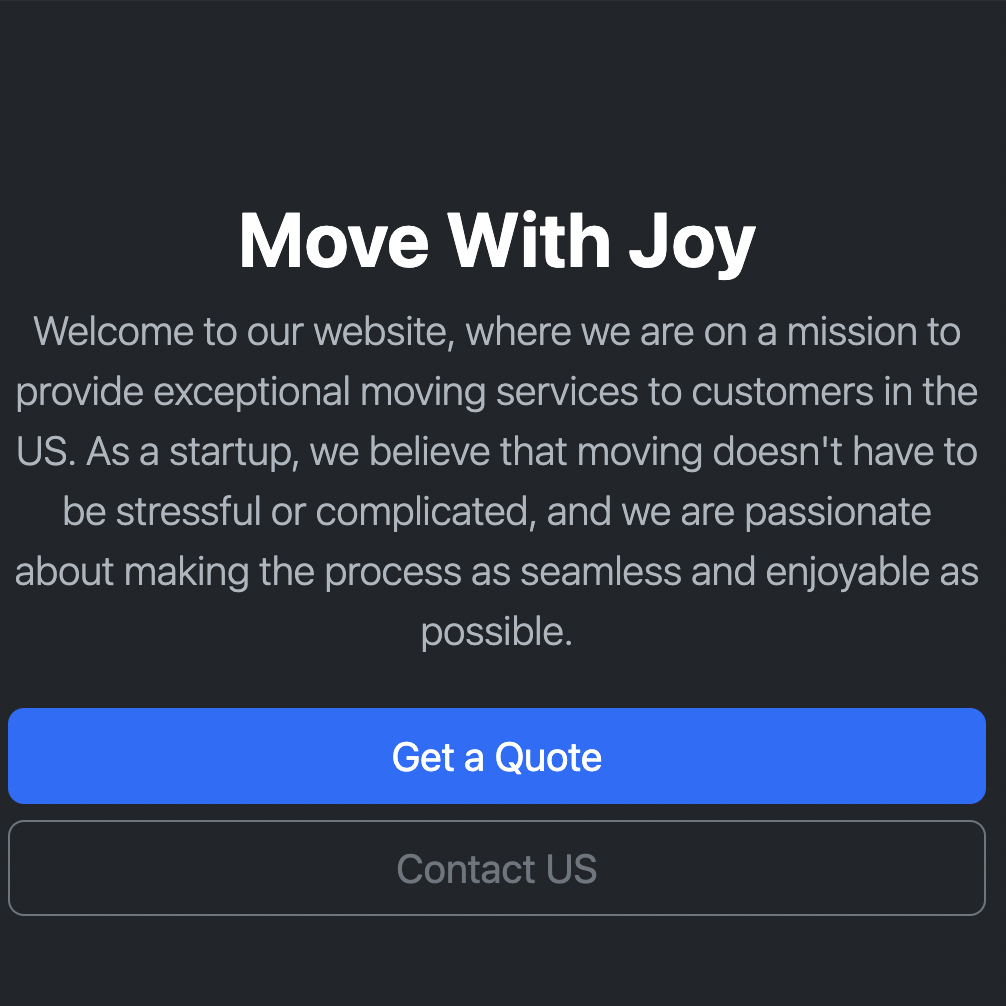 Move With Joy
Welcome to our website, where we are on a mission to
provide exceptional moving services to customers in the
US. As a startup, we believe that moving doesn't have to
be stressful or complicated, and we are passionate
about making the process as seamless and enjoyable as
possible.
Get a Quote
Contact US